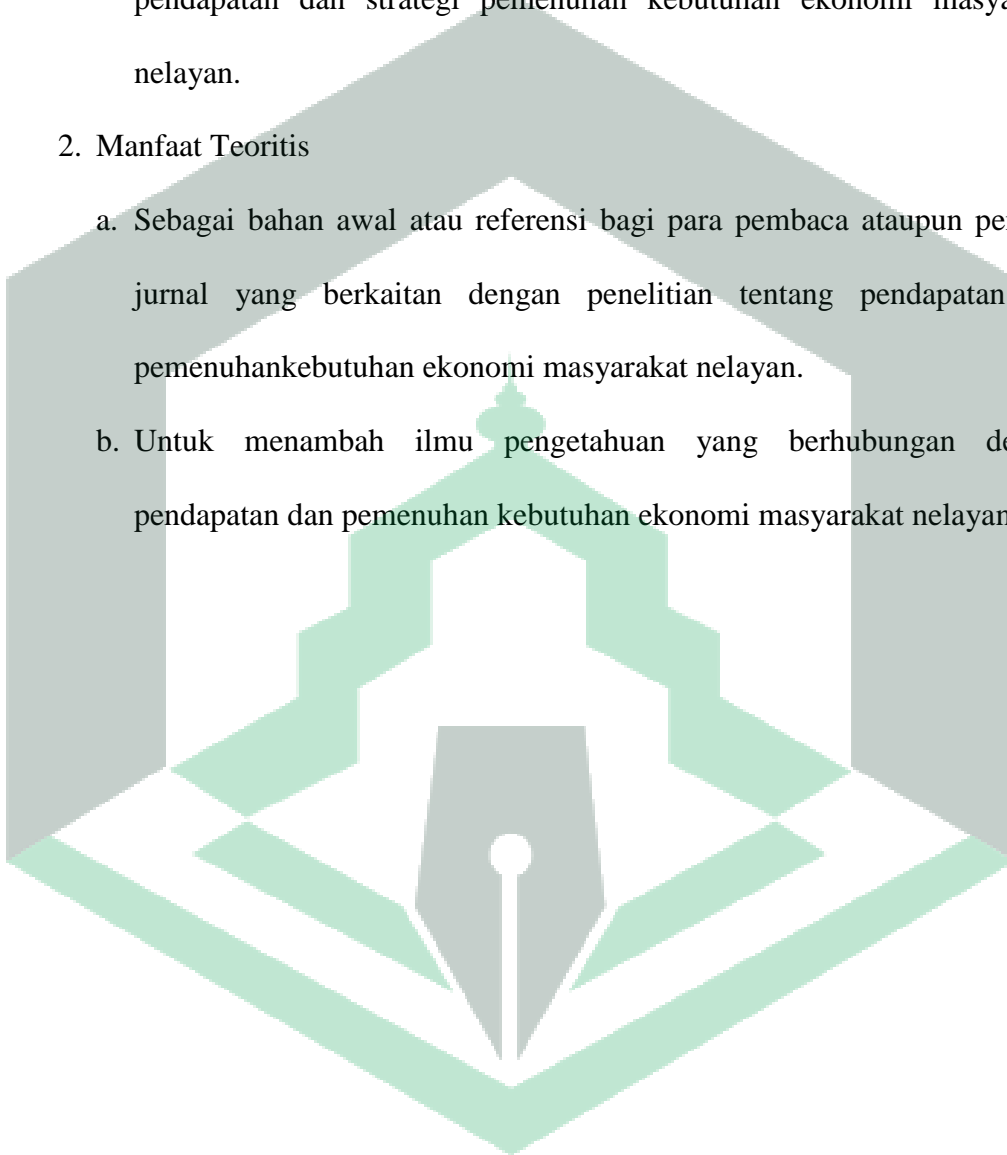 pendapatan dan strategi pemenuhan kebutuhan ekonomi
nelayan.
2. Manfaat Teoritis
a. Sebagai bahan awal atau referensi bagi para pembaca ataupun
jurnal yang berkaitan dengan penelitian tentang pendapatan
pemenuhankebutuhan ekonomi masyarakat nelayan.
b. Untuk menambah ilmu pengetahuan yang berhubungan
pendapatan dan pemenuhan kebutuhan ekonomi masyarakat nelayan